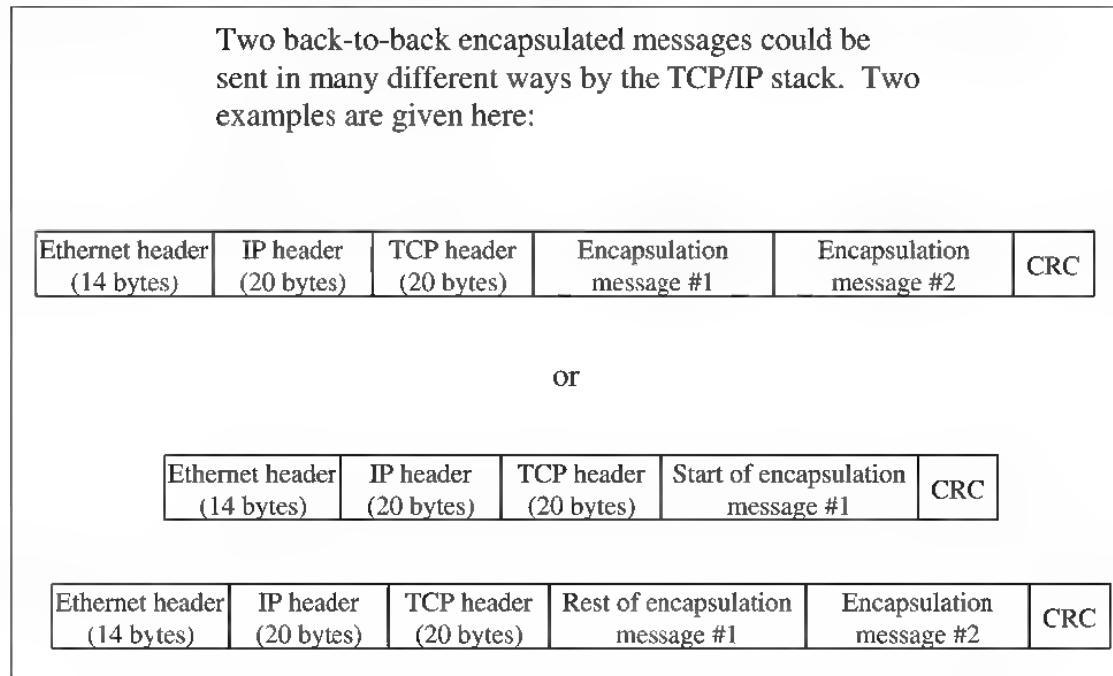 Two back-to-back encapsulated messages could be
sent in many different ways by the TCP/IP stack. Two
examples are given here:
Ethernet header IP header TCP header Encapsulation Encapsulation CRC
(14 bytes) (20 bytes) (20 bytes) message #1 message #2
or
Ethernet header IP header TCP header Start of encapsulation CRC
(14 bytes) (20 bytes) (20 bytes) message #1
Ethernet header IP header TCP header Rest of encapsulation Encapsulation CRC
(14 bytes) (20 bytes) (20 bytes) message #1 message #2